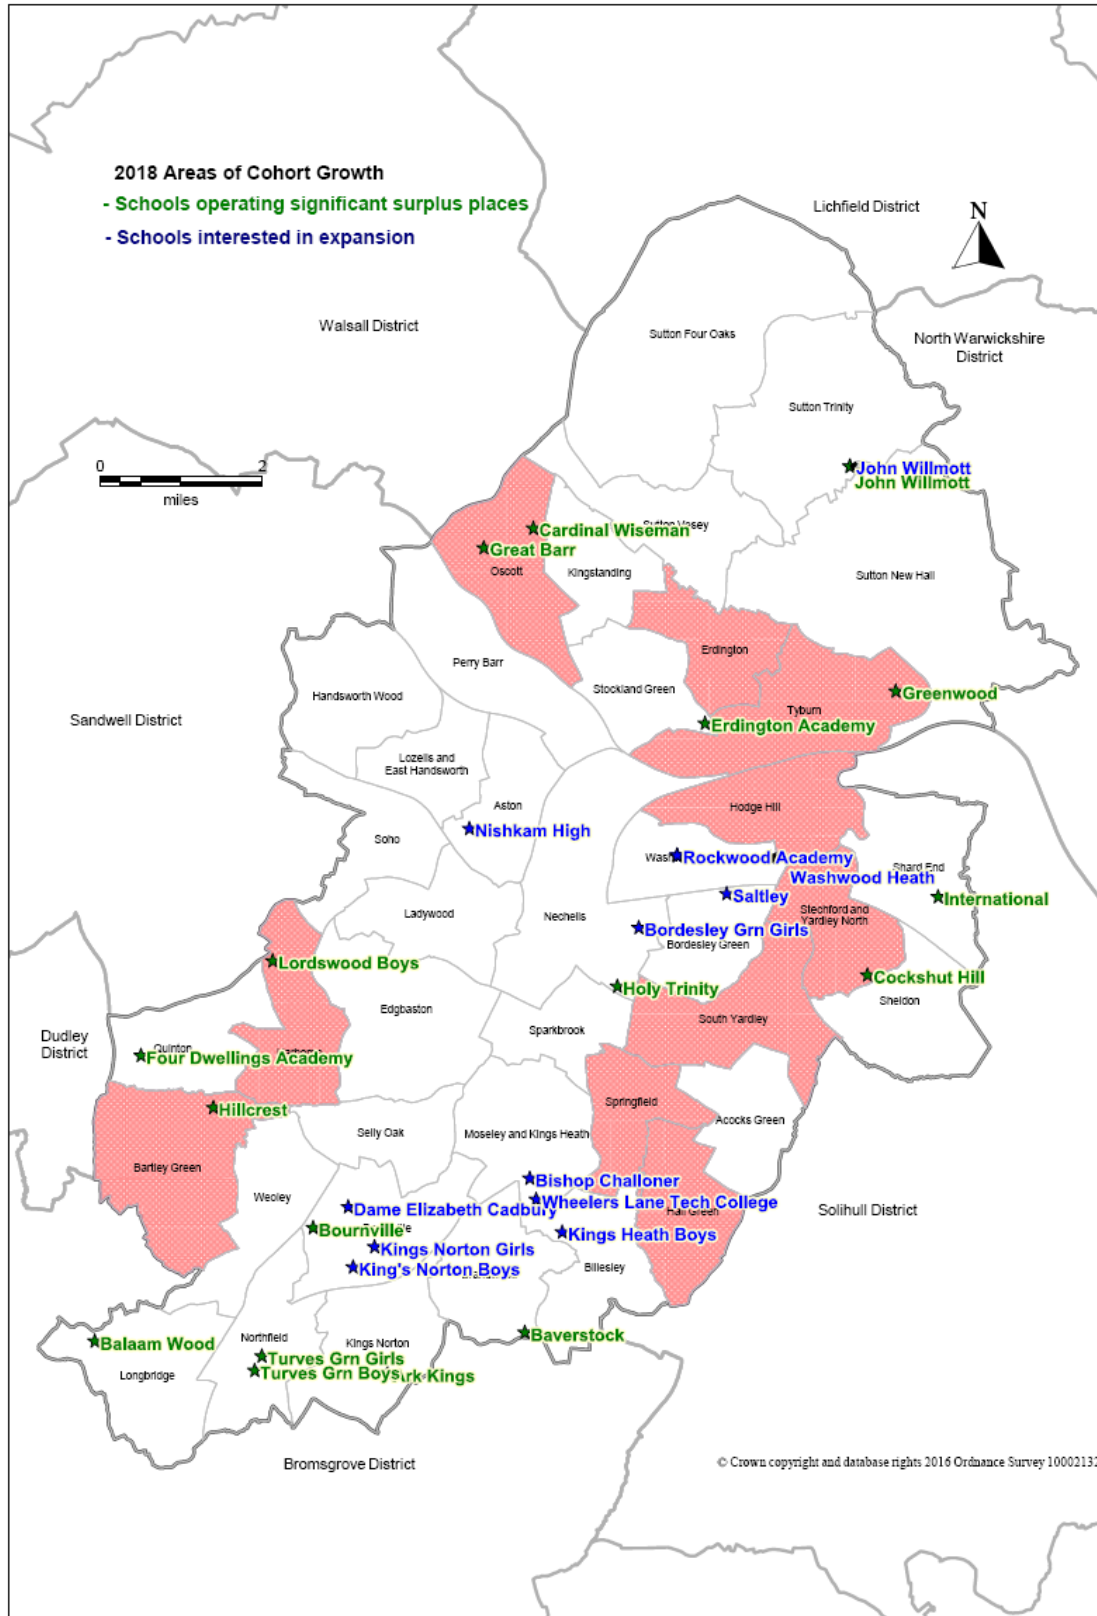 2018 Areas of Cohort Growth
- Schools operating significant surplus places
- Schools interested in expansion
Lichfield District
N
Walsall District
North Warwickshire
District
Sutton Four Oaks
Sutton Trinity
0 2
miles
John Willmott
John Willmott
Cardinal Wiseman
Great Barr
Oscott
Kingstanding
Sutton New Hall
Erdington
Perry Barr
Stockland Green
Handsworth Wood
Greenwood
Tyburn
Sandwell District
Erdington Academy
Lozells and
East Handsworth
Aston
Hodge Hill
Nishkam High
Soho
Rockwood Academy
Shard End
Washwood Heath
Saltley
International
Ladywood
Nechells
Stechford and
Yardley North
Bordesley Grn Girls
Bordesley Green
Lordswood Boys
Cockshut Hill
Holy Trinity
Sheldon
Edgbaston
Sparkbrook
South Yardley
Dudley
District
Quinton
Four Dwellings Academy
Springfield
Hillcrest
Acocks Green
Selly Oak
Moseley and Kings Heath
Bartley Green
Bishop Challoner
Weoley
Wheelers Lane Tech College
Dame Elizabeth Cadbury
Hall Green
Solihull District
Bournville
Kings Heath Boys
Kings Norton Girls
King's Norton Boys
Billesley
Baverstock
Balaam Wood
Northfield
Kings Norton
Turves Grn Girls
Turves Grn Boys
Ark Kings
Longbridge
Bromsgrove District
© Crown copyright and database rights 2016 Ordnance Survey 10002132